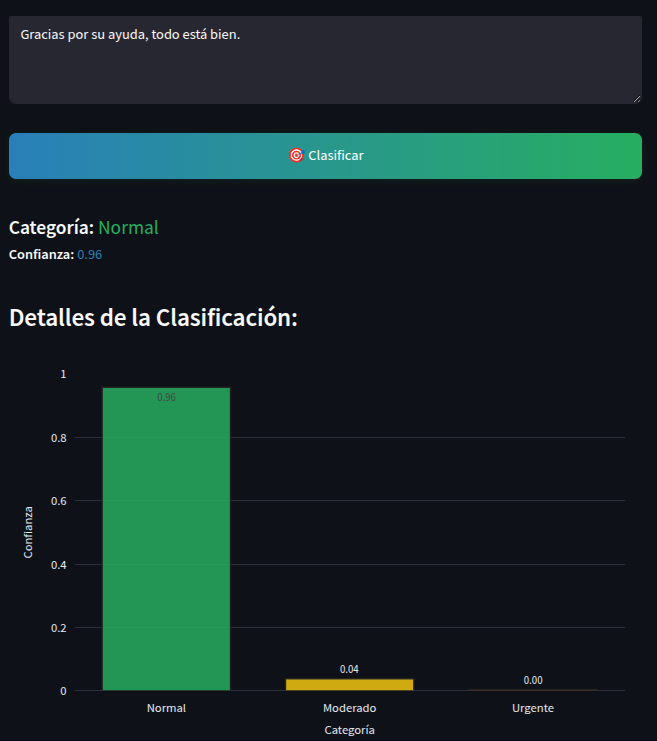 Gracias por su ayuda, todo está bien.
🎯 Clasificar
Categoría: Normal
Confianza: 0.96
Detalles de la Clasificación:
1
0.8
0.6
0.4
0.2
0
Confianza
0.96
0.04
0.00
Normal
Moderado
Urgente
Categoría